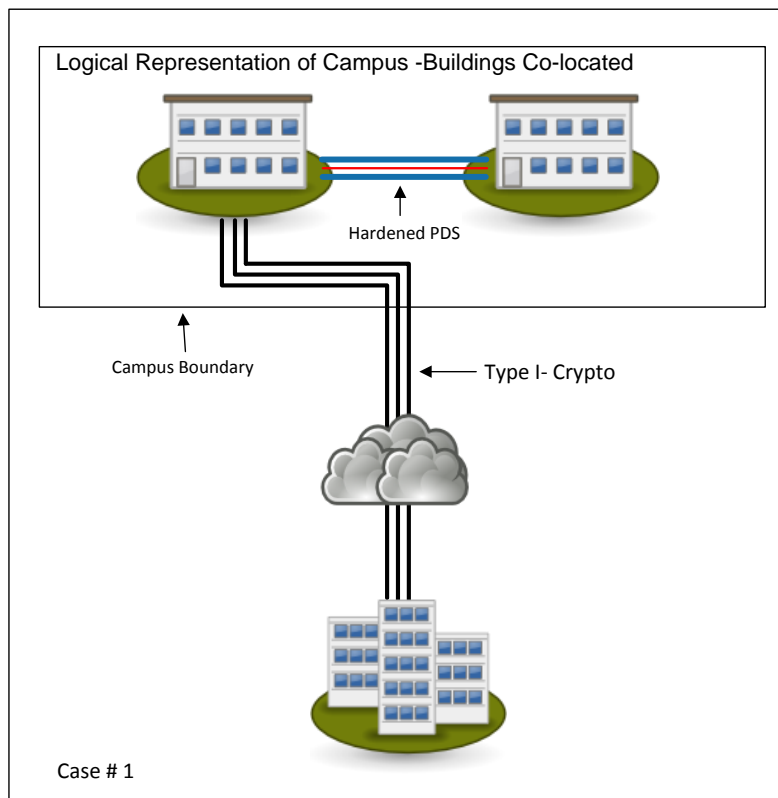 Logical Representation of Campus -Buildings Co-located
Hardened PDS
Campus Boundary
Type I- Crypto
Case # 1